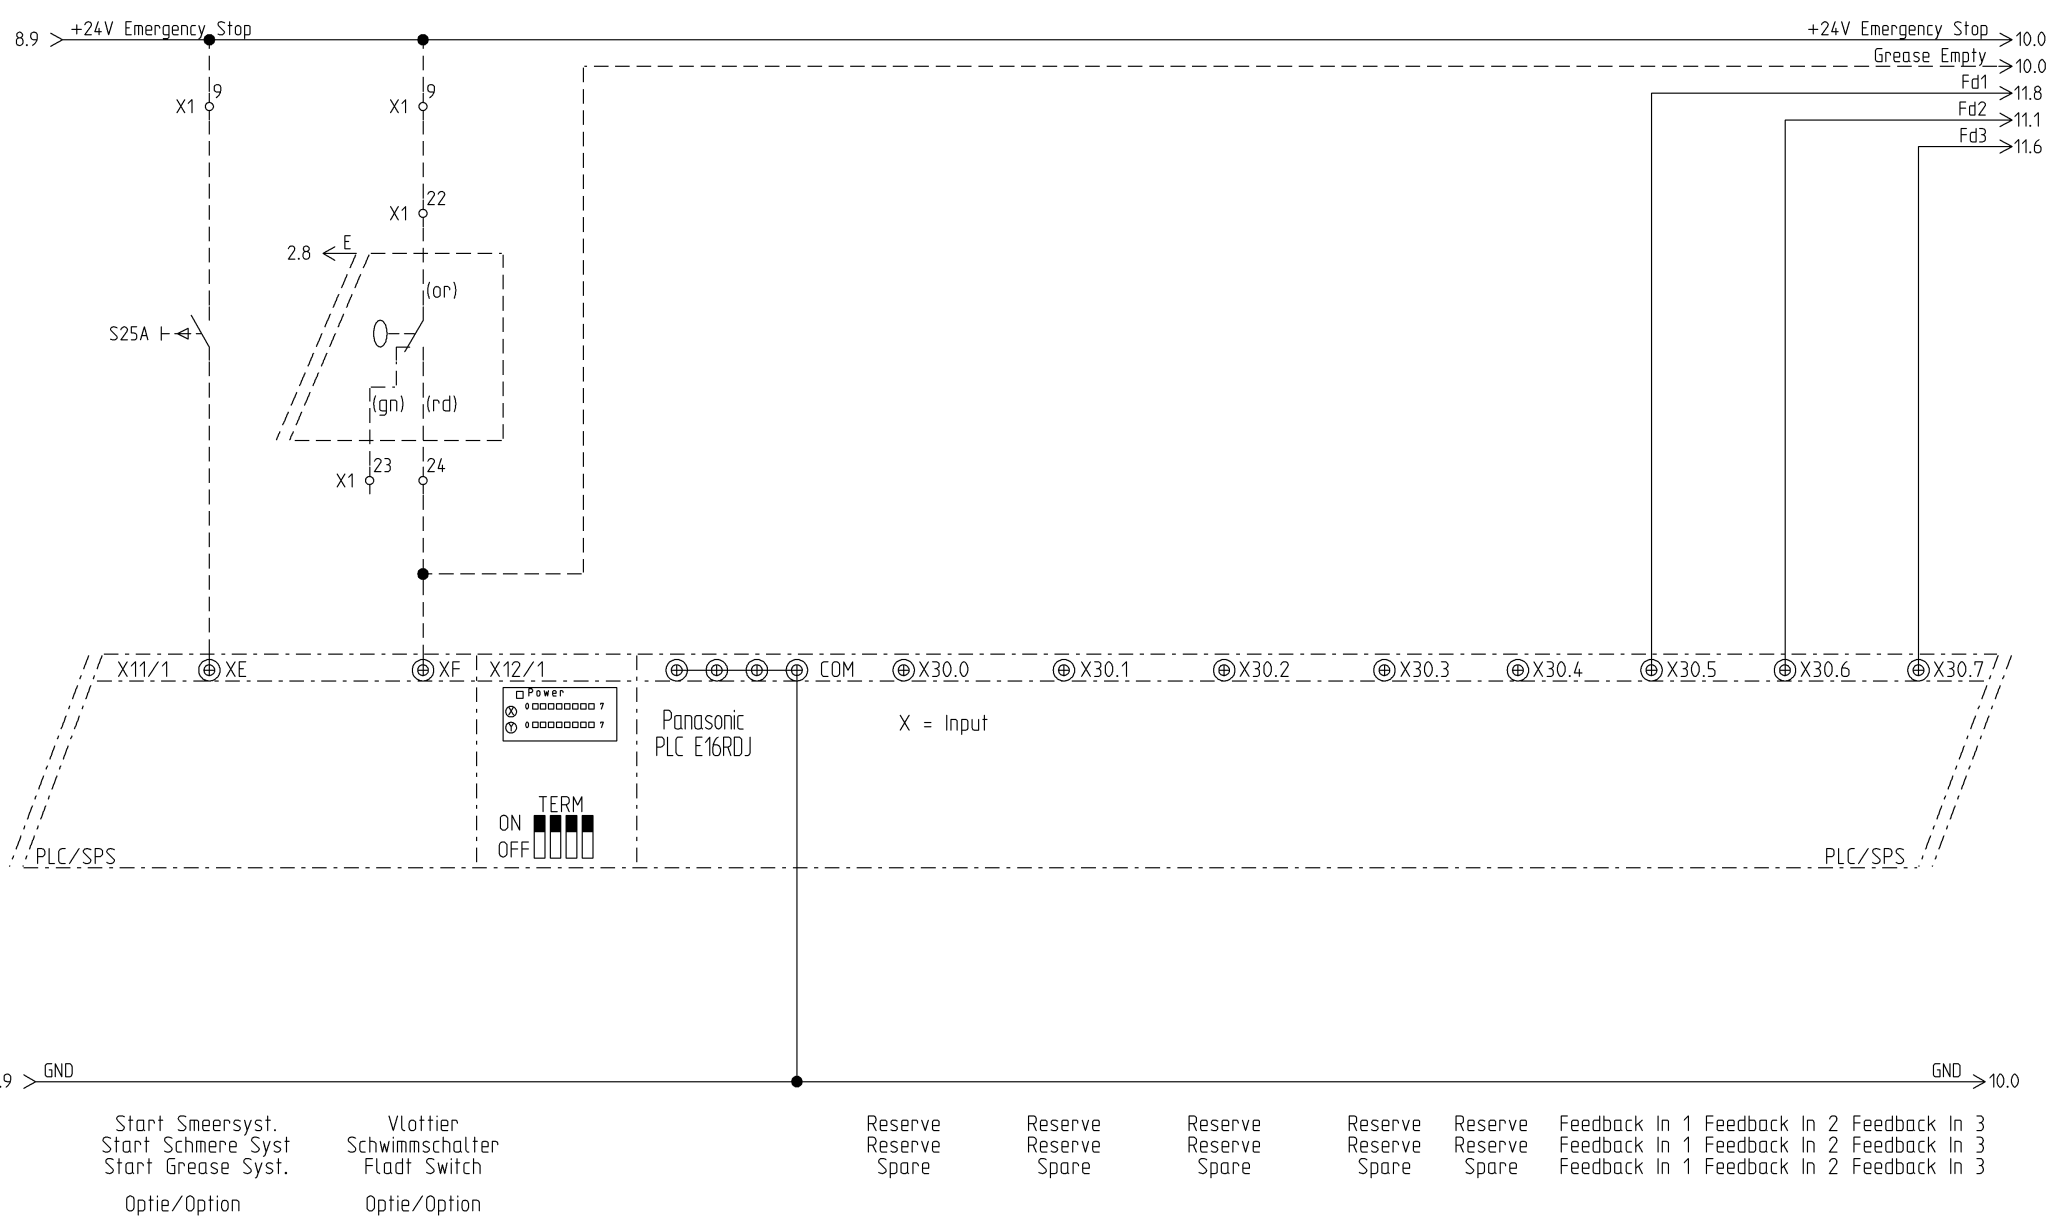 8.9 +24V Emergency Stop +24V Emergency Stop 10.0
Grease Empty 10.0
Fd1 11.8
Fd2 11.1
Fd3 11.6
X1 9 X1 9
X1 22
2.8 E
(or)
S25A
(gn) (rd)
X1 23 24
X11/1 XE XF X12/1 COM X30.0 X30.1 X30.2 X30.3 X30.4 X30.5 X30.6 X30.7
Power
X 0 7
Y 0 7
Panasonic
PLC E16RDJ
X = Input
TERM
ON
OFF
PLC/SPS PLC/SPS
.9 GND GND 10.0
Start Smeersyst. Vlottier Reserve Reserve Reserve Reserve Reserve Feedback In 1 Feedback In 2 Feedback In 3
Start Schmere Syst Schwimmschalter Reserve Reserve Reserve Reserve Reserve Feedback In 1 Feedback In 2 Feedback In 3
Start Grease Syst. Fladt Switch Spare Spare Spare Spare Spare Feedback In 1 Feedback In 2 Feedback In 3
Optie/Option Optie/Option